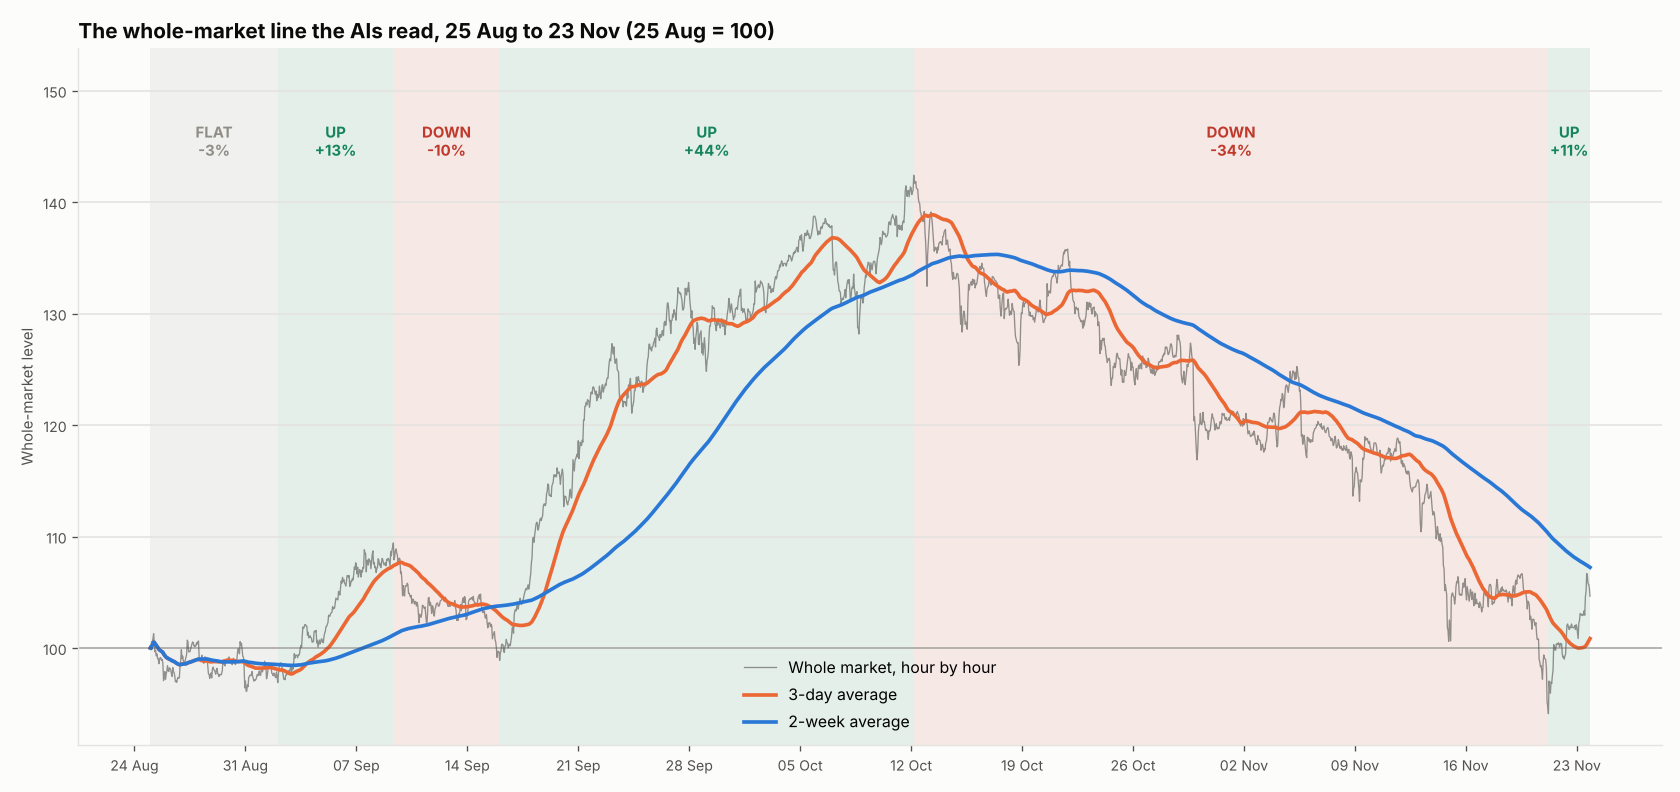 The whole-market line the AIs read, 25 Aug to 23 Nov (25 Aug = 100)
Whole-market level
150
140
130
120
110
100
FLAT
-3%
UP
+13%
DOWN
-10%
UP
+44%
DOWN
-34%
UP
+11%
Whole market, hour by hour
3-day average
2-week average
24 Aug
31 Aug
07 Sep
14 Sep
21 Sep
28 Sep
05 Oct
12 Oct
19 Oct
26 Oct
02 Nov
09 Nov
16 Nov
23 Nov